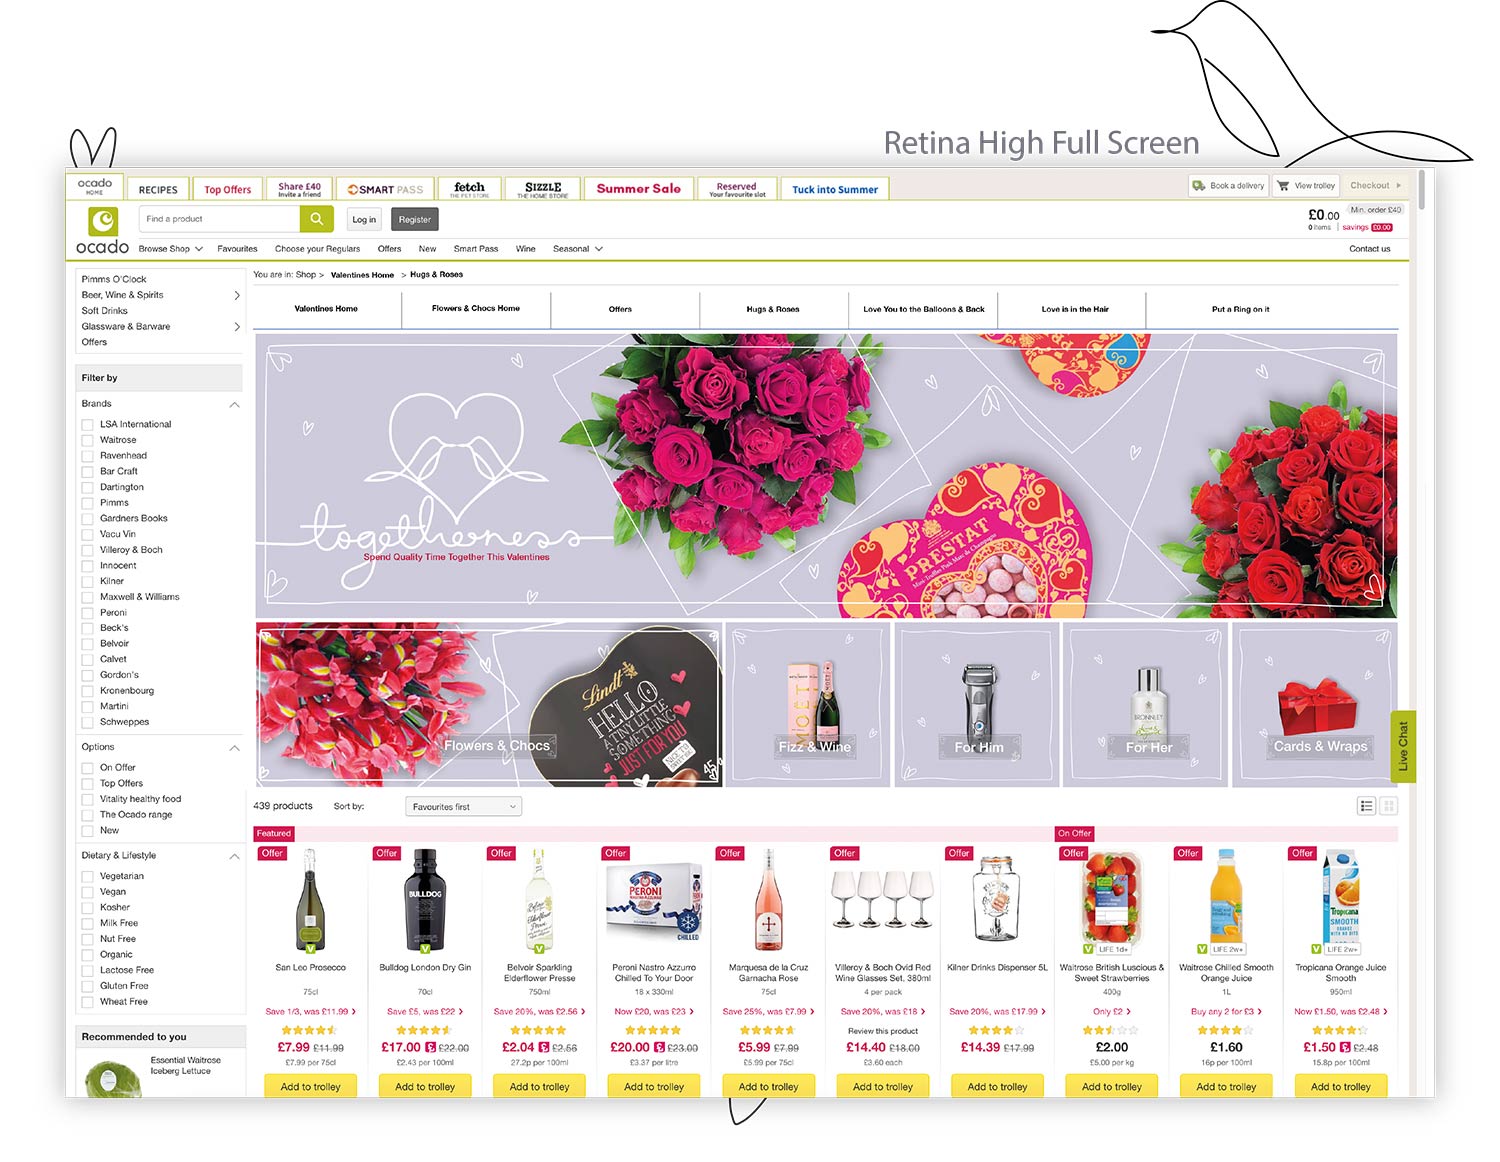 Retina High Full Screen
ocado
HOME
RECIPES
Top Offers
Share £40
Invite a friend
SMART PASS
fetch
THE PET STORE
SIZZLE
THE HOME STORE
Summer Sale
Reserved
Your favourite slot
Tuck into Summer
Book a delivery
View trolley
Checkout
ocado
Find a product
Log in
Register
£0.00
Min. order £40
0 items
savings £0.00
Browse Shop
Favourites
Choose your Regulars
Offers
New
Smart Pass
Wine
Seasonal
Contact us
Pimms O'Clock
Beer, Wine & Spirits
Soft Drinks
Glassware & Barware
Offers
Filter by
Brands
LSA International
Waitrose
Ravenhead
Bar Craft
Dartington
Pimms
Gardners Books
Vacu Vin
Villeroy & Boch
Innocent
Kilner
Maxwell & Williams
Peroni
Beck's
Belvoir
Calvet
Gordon's
Kronenbourg
Martini
Schweppes
Options
On Offer
Top Offers
Vitality healthy food
The Ocado range
New
Dietary & Lifestyle
Vegetarian
Vegan
Kosher
Milk Free
Nut Free
Organic
Lactose Free
Gluten Free
Wheat Free
Recommended to you
Essential Waitrose
Iceberg Lettuce
You are in: Shop > Valentines Home > Hugs & Roses
Valentines Home
Flowers & Chocs Home
Offers
Hugs & Roses
Love You to the Balloons & Back
Love is in the Hair
Put a Ring on it
togetherness
Spend Quality Time Together This Valentines
PRESTAT
Lindt
HELLO
A TINY LITTLE
SOMETHING
JUST FOR YOU
Flowers & Chocs
MOËT
Fizz & Wine
For Him
BRONNLEY
For Her
Cards & Wraps
Live Chat
439 products
Sort by:
Favourites first
Featured
On Offer
Offer
Offer
Offer
Offer
Offer
Offer
Offer
Offer
Offer
Offer
BULLDOG
PERONI
CHILLED
Tropicana
SMOOTH
LIFE 1d+
LIFE 2w+
LIFE 2w+
San Leo Prosecco
75cl
Save 1/3, was £11.99 >
£7.99 £11.99
£7.99 per 75cl
Add to trolley
Bulldog London Dry Gin
70cl
Save £5, was £22 >
£17.00 £22.00
£2.43 per 100ml
Add to trolley
Belvoir Sparkling
Elderflower Presse
750ml
Save 20%, was £2.56 >
£2.04 £2.56
27.2p per 100ml
Add to trolley
Peroni Nastro Azzurro
Chilled To Your Door
18 x 330ml
Now £20, was £23 >
£20.00 £23.00
£3.37 per litre
Add to trolley
Marquesa de la Cruz
Garnacha Rose
75cl
Save 25%, was £7.99 >
£5.99 £7.99
£5.99 per 75cl
Add to trolley
Villeroy & Boch Ovid Red
Wine Glasses Set, 380ml
4 per pack
Save 20%, was £18 >
Review this product
£14.40 £18.00
£3.60 each
Add to trolley
Kilner Drinks Dispenser 5L
Save 20%, was £17.99 >
£14.39 £17.99
Add to trolley
Waitrose British Luscious &
Sweet Strawberries
400g
Only £2 >
£2.00
£5.00 per kg
Add to trolley
Waitrose Chilled Smooth
Orange Juice
1L
Buy any 2 for £3 >
£1.60
16p per 100ml
Add to trolley
Tropicana Orange Juice
Smooth
950ml
Now £1.50, was £2.48 >
£1.50 £2.48
15.8p per 100ml
Add to trolley